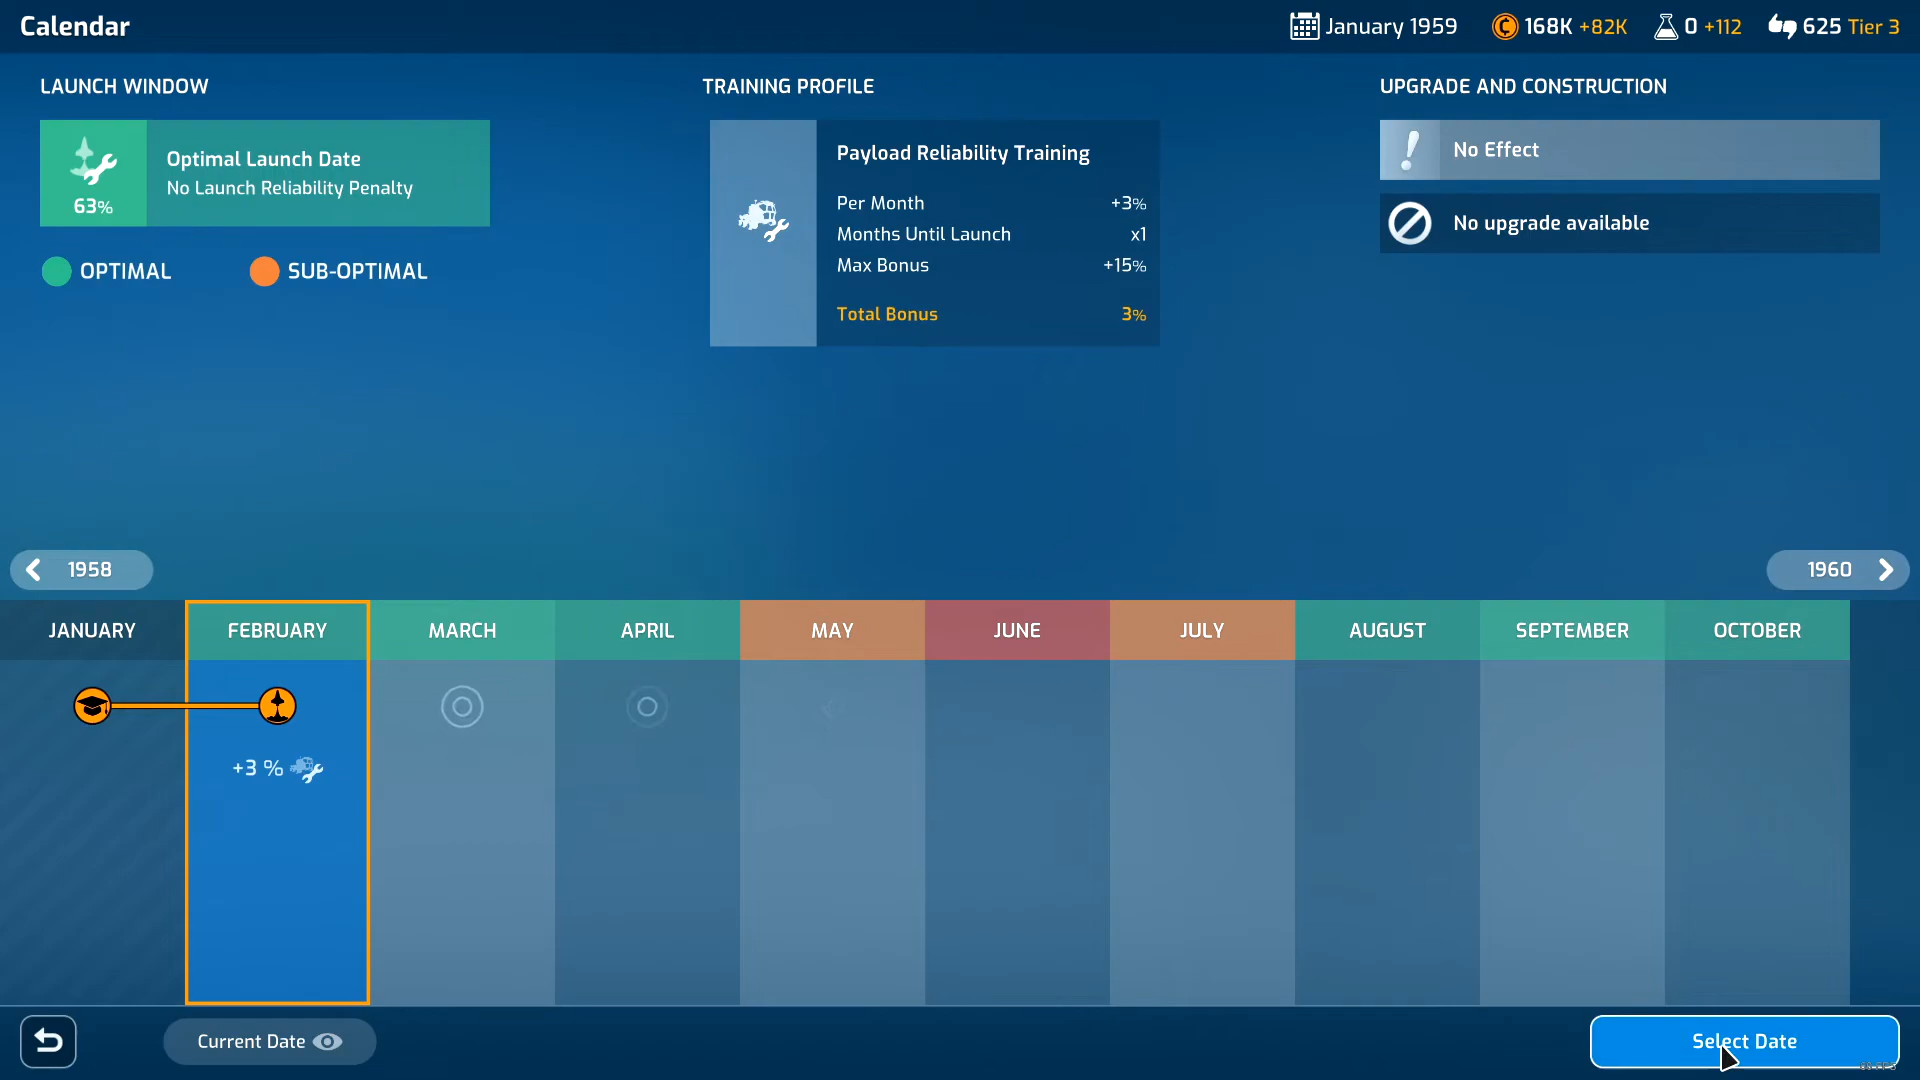 Calendar
January 1959
168K +82K
0 +112
625 Tier 3
LAUNCH WINDOW
63%
Optimal Launch Date
No Launch Reliability Penalty
OPTIMAL
SUB-OPTIMAL
TRAINING PROFILE
Payload Reliability Training
Per Month +3%
Months Until Launch x1
Max Bonus +15%
Total Bonus 3%
UPGRADE AND CONSTRUCTION
No Effect
No upgrade available
1958
1960
JANUARY
FEBRUARY
MARCH
APRIL
MAY
JUNE
JULY
AUGUST
SEPTEMBER
OCTOBER
+3 %
Current Date
Select Date